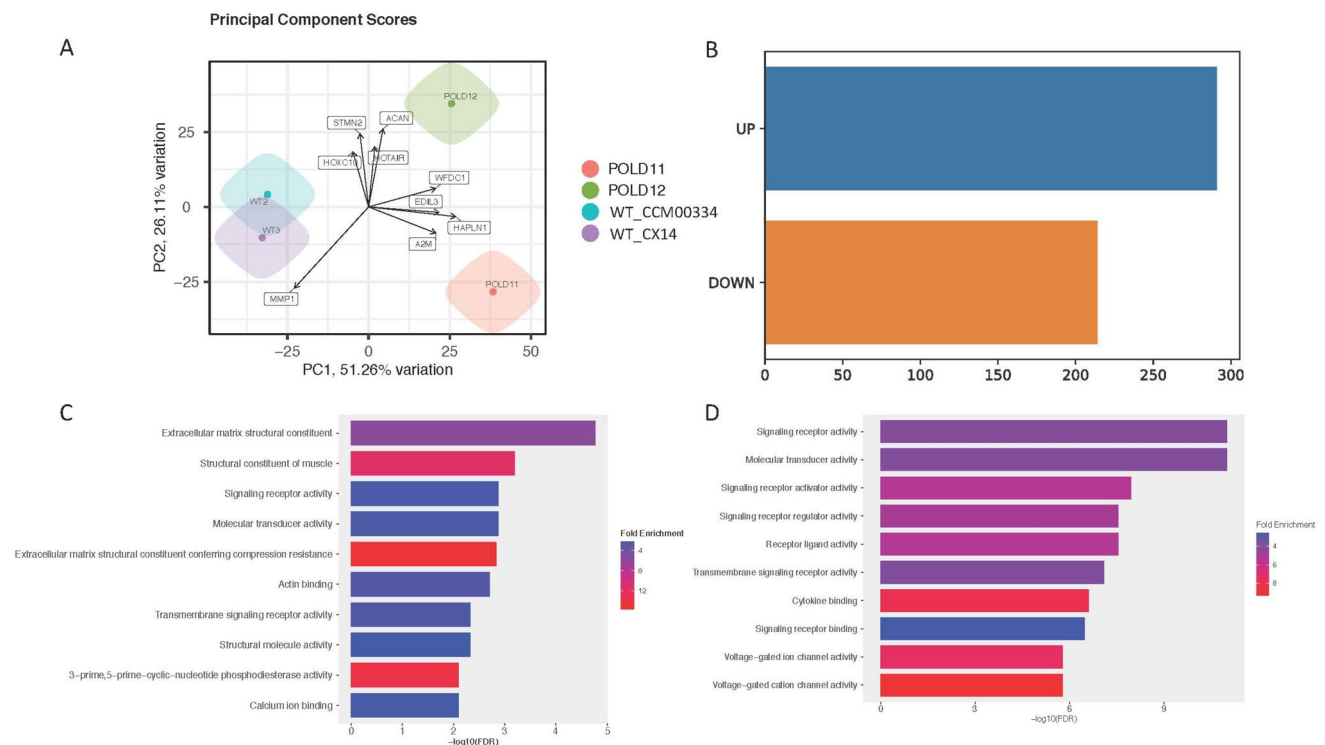 Principal Component Scores
A
PC2, 26.11% variation
25
0
−25
POLD12
STMN2
ACAN
HOXC10
HOTAIR
WFDC1
WT2
EDIL3
WT3
HAPLN1
A2M
POLD11
MMP1
−25
0
25
50
PC1, 51.26% variation
POLD11
POLD12
WT_CCM00334
WT_CX14
B
UP
DOWN
0
50
100
150
200
250
300
C
Extracellular matrix structural constituent
Structural constituent of muscle
Signaling receptor activity
Molecular transducer activity
Extracellular matrix structural constituent conferring compression resistance
Actin binding
Transmembrane signaling receptor activity
Structural molecule activity
3−prime,5−prime−cyclic−nucleotide phosphodiesterase activity
Calcium ion binding
0
1
2
3
4
5
−log10(FDR)
Fold Enrichment
4
8
12
D
Signaling receptor activity
Molecular transducer activity
Signaling receptor activator activity
Signaling receptor regulator activity
Receptor ligand activity
Transmembrane signaling receptor activity
Cytokine binding
Signaling receptor binding
Voltage−gated ion channel activity
Voltage−gated cation channel activity
0
3
6
9
−log10(FDR)
Fold Enrichment
4
6
8